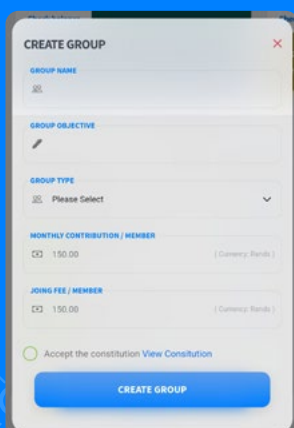 CREATE GROUP
GROUP NAME
GROUP OBJECTIVE
GROUP TYPE
Please Select
MONTHLY CONTRIBUTION / MEMBER
150.00 ( Currency: Rands )
JOING FEE / MEMBER
150.00 ( Currency: Rands )
Accept the constitution View Consitution
CREATE GROUP